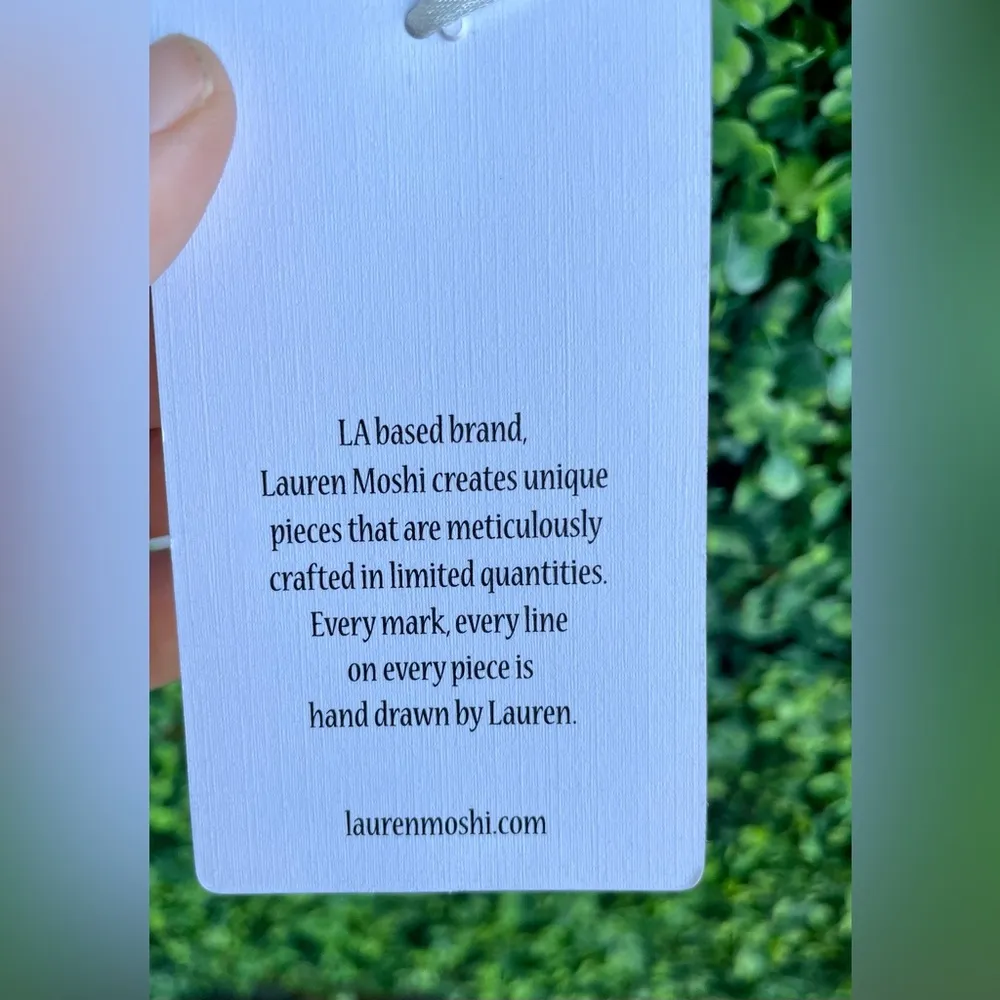 LA based brand,
Lauren Moshi creates unique
pieces that are meticulously
crafted in limited quantities.
Every mark, every line
on every piece is
hand drawn by Lauren.
laurenmoshi.com